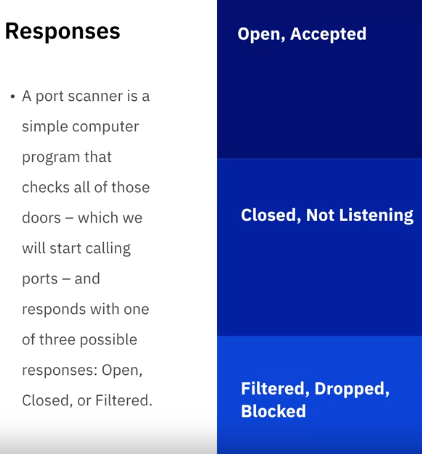 Responses
• A port scanner is a
simple computer
program that
checks all of those
doors – which we
will start calling
ports – and
responds with one
of three possible
responses: Open,
Closed, or Filtered.
Open, Accepted
Closed, Not Listening
Filtered, Dropped,
Blocked